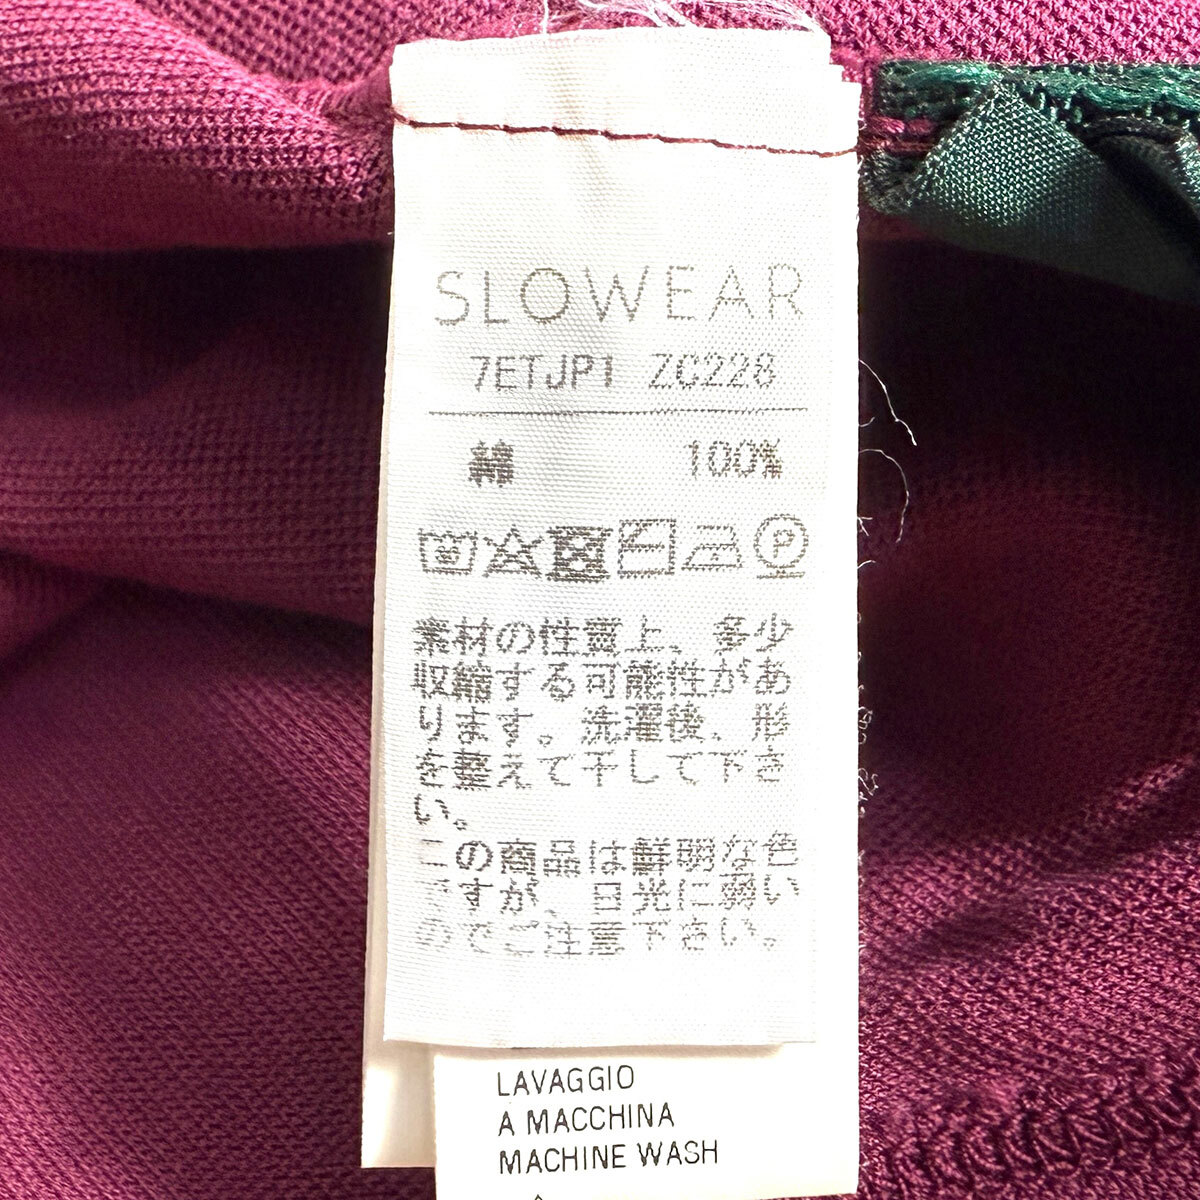 SLOWEAR
7ETJP1 ZC228
綿 100%
P
素材の性質上、多少
収縮する可能性があ
ります。洗濯後、形
を整えて干して下さ
い。
この商品は鮮明な色
ですが、日光に弱い
のでご注意下さい。
LAVAGGIO
A MACCHINA
MACHINE WASH